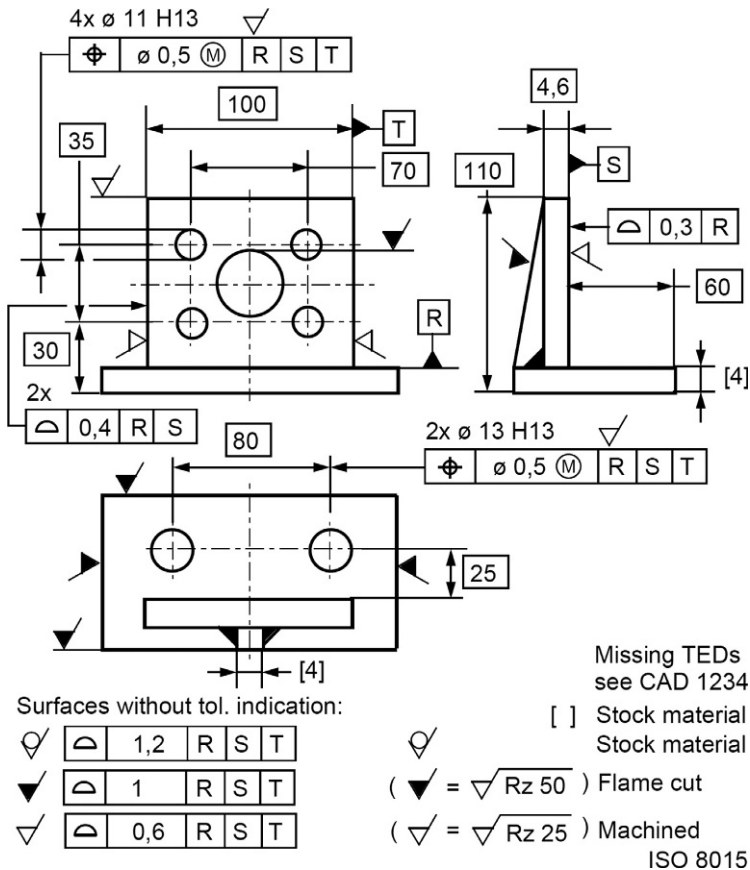 4x ø 11 H13
⌖ ø 0,5 Ⓜ R S T
100
T
4,6
35
70
110
S
⌓ 0,3 R
60
30
R
[4]
2x
⌓ 0,4 R S
80
2x ø 13 H13
⌖ ø 0,5 Ⓜ R S T
25
[4]
Missing TEDs
see CAD 1234
Surfaces without tol. indication:
[ ] Stock material
⌓ 1,2 R S T
Stock material
⌓ 1 R S T
( = Rz 50 ) Flame cut
⌓ 0,6 R S T
( = Rz 25 ) Machined
ISO 8015